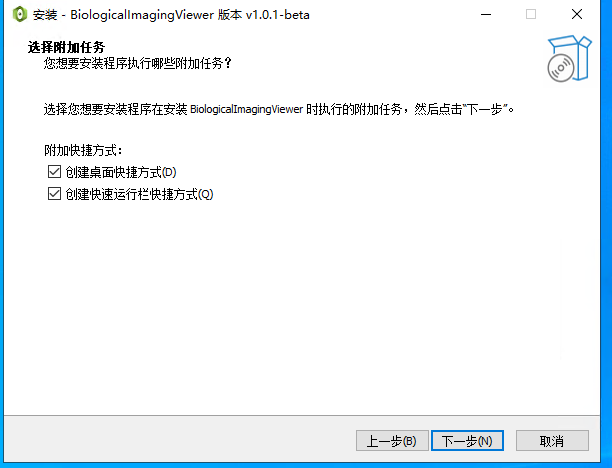 安装 - BiologicalImagingViewer 版本 v1.0.1-beta
选择附加任务
您想要安装程序执行哪些附加任务？
选择您想要安装程序在安装 BiologicalImagingViewer 时执行的附加任务，然后点击“下一步”。
附加快捷方式：
创建桌面快捷方式(D)
创建快速运行栏快捷方式(Q)
上一步(B) 下一步(N) 取消